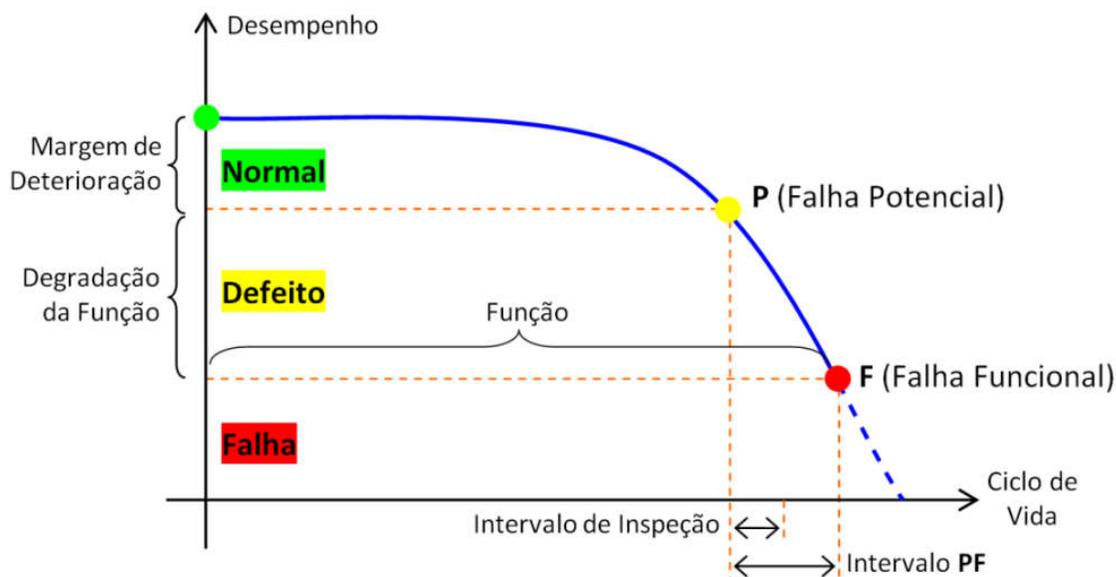 Desempenho
Margem de
Deterioração
Normal
P (Falha Potencial)
Degradação
da Função
Defeito
Função
F (Falha Funcional)
Falha
Ciclo de
Vida
Intervalo de Inspeção
Intervalo PF